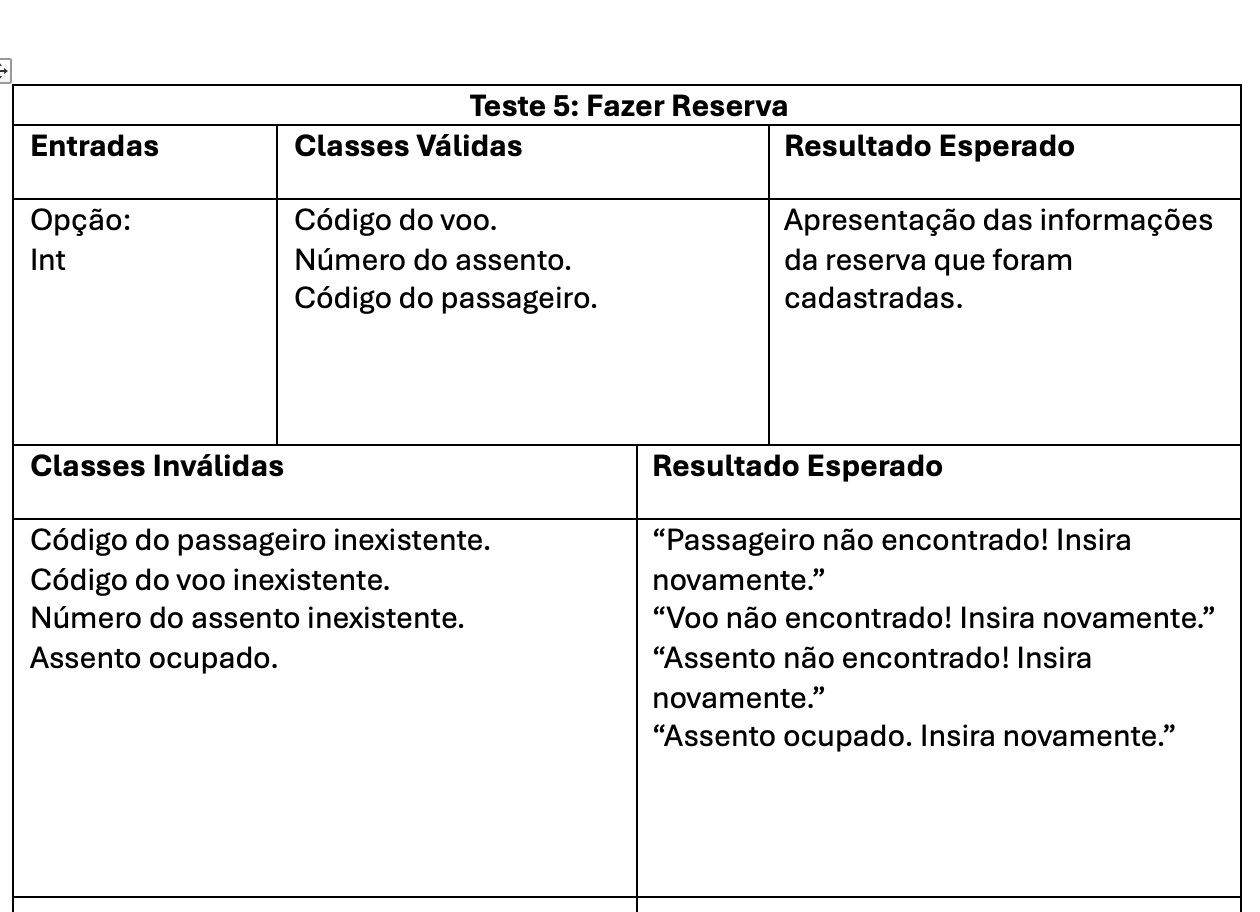 Teste 5: Fazer Reserva
Entradas
Classes Válidas
Resultado Esperado
Opção:
Int
Código do voo.
Número do assento.
Código do passageiro.
Apresentação das informações
da reserva que foram
cadastradas.
Classes Inválidas
Resultado Esperado
Código do passageiro inexistente.
Código do voo inexistente.
Número do assento inexistente.
Assento ocupado.
“Passageiro não encontrado! Insira
novamente.”
“Voo não encontrado! Insira novamente.”
“Assento não encontrado! Insira
novamente.”
“Assento ocupado. Insira novamente.”